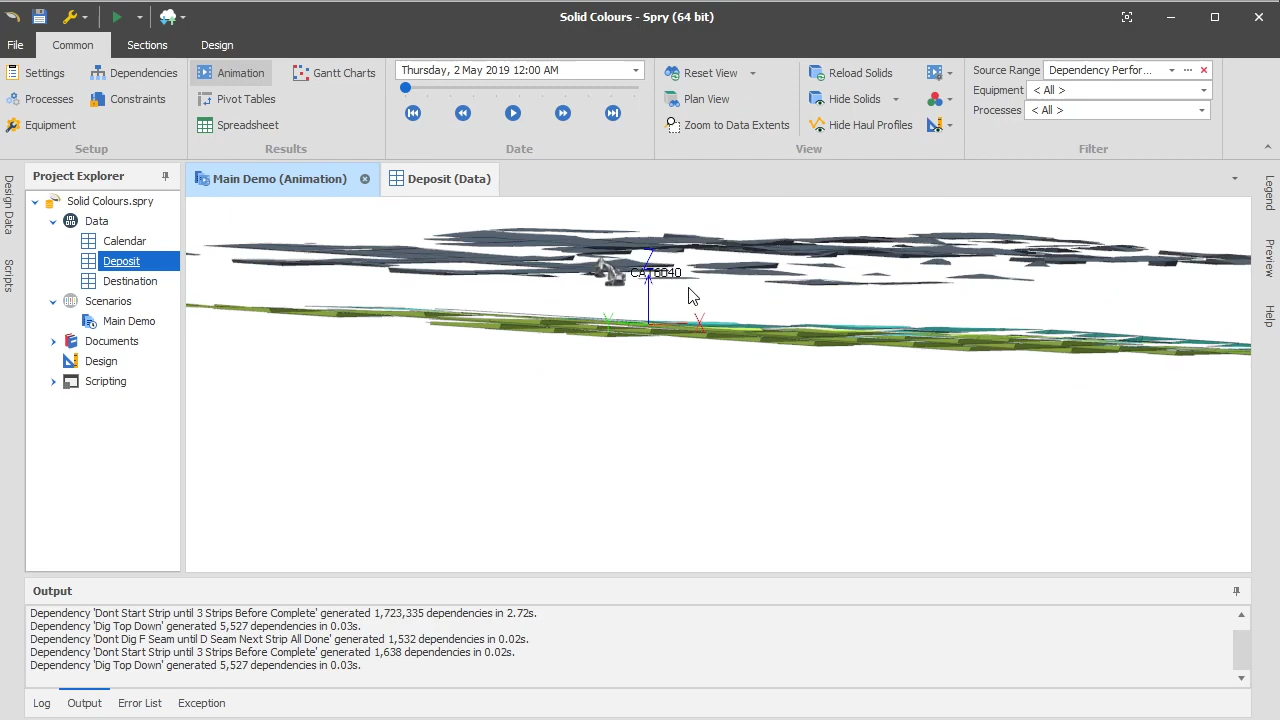 Solid Colours - Spry (64 bit)
File Common Sections Design
Settings Dependencies Animation Gantt Charts Thursday, 2 May 2019 12:00 AM Reset View Reload Solids Source Range Dependency Perfor... ...
Processes Constraints Pivot Tables Plan View Hide Solids Equipment < All >
Equipment Spreadsheet Zoom to Data Extents Hide Haul Profiles Processes < All >
Setup Results Date View Filter
Design Data
Scripts
Project Explorer
Solid Colours.spry
Data
Calendar
Deposit
Destination
Scenarios
Main Demo
Documents
Design
Scripting
Main Demo (Animation) Deposit (Data)
CAT6040
Z
Y X
Legend
Preview
Help
Output
Dependency 'Dont Start Strip until 3 Strips Before Complete' generated 1,723,335 dependencies in 2.72s.
Dependency 'Dig Top Down' generated 5,527 dependencies in 0.03s.
Dependency 'Dont Dig F Seam until D Seam Next Strip All Done' generated 1,532 dependencies in 0.02s.
Dependency 'Dont Start Strip until 3 Strips Before Complete' generated 1,638 dependencies in 0.02s.
Dependency 'Dig Top Down' generated 5,527 dependencies in 0.03s.
Log Output Error List Exception